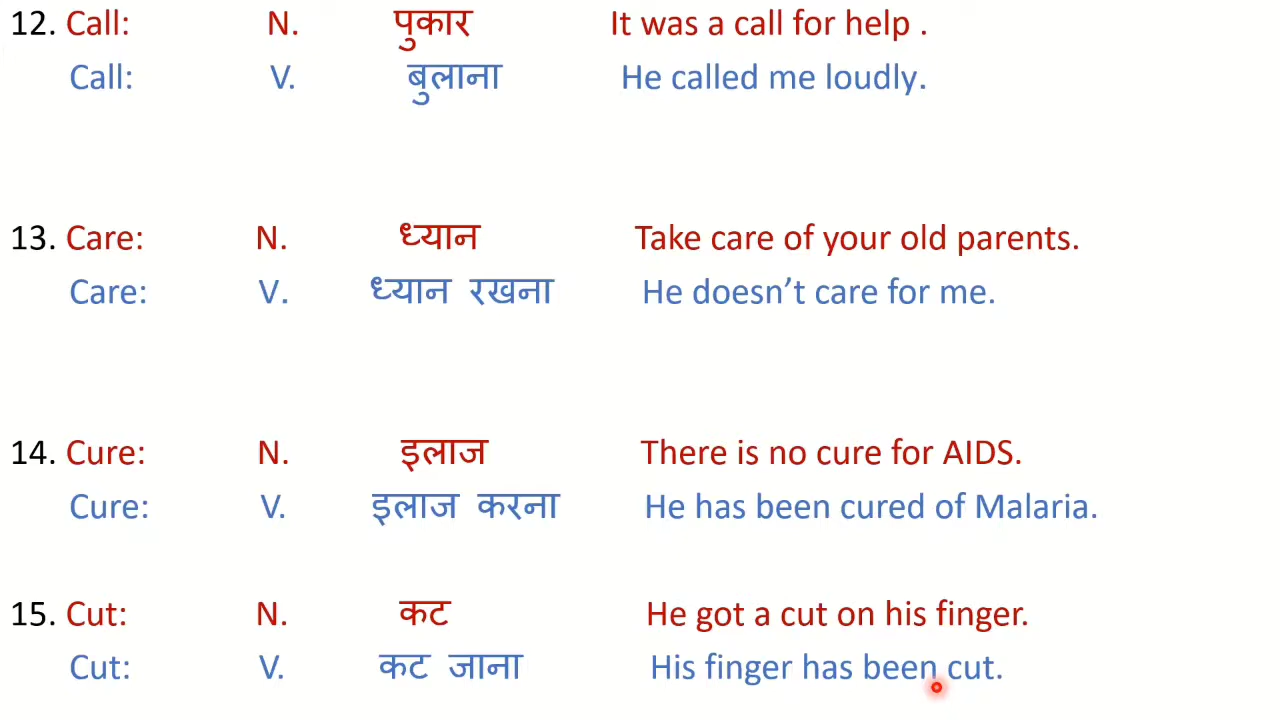 12. Call: N. पुकार It was a call for help .
Call: V. बुलाना He called me loudly.
13. Care: N. ध्यान Take care of your old parents.
Care: V. ध्यान रखना He doesn’t care for me.
14. Cure: N. इलाज There is no cure for AIDS.
Cure: V. इलाज करना He has been cured of Malaria.
15. Cut: N. कट He got a cut on his finger.
Cut: V. कट जाना His finger has been cut.